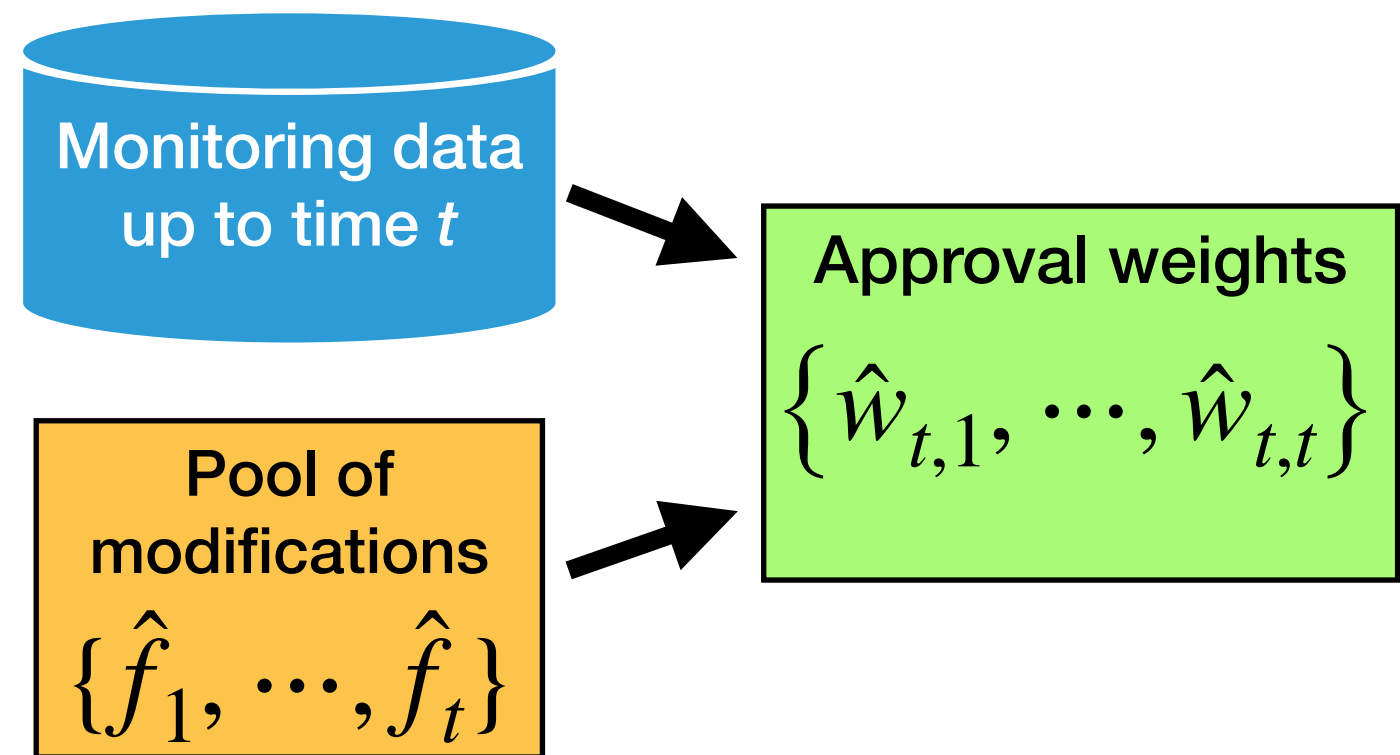 Monitoring data
up to time t
Approval weights
{ŵ_{t,1}, ⋯, ŵ_{t,t}}
Pool of
modifications
{f̂_1, ⋯, f̂_t}